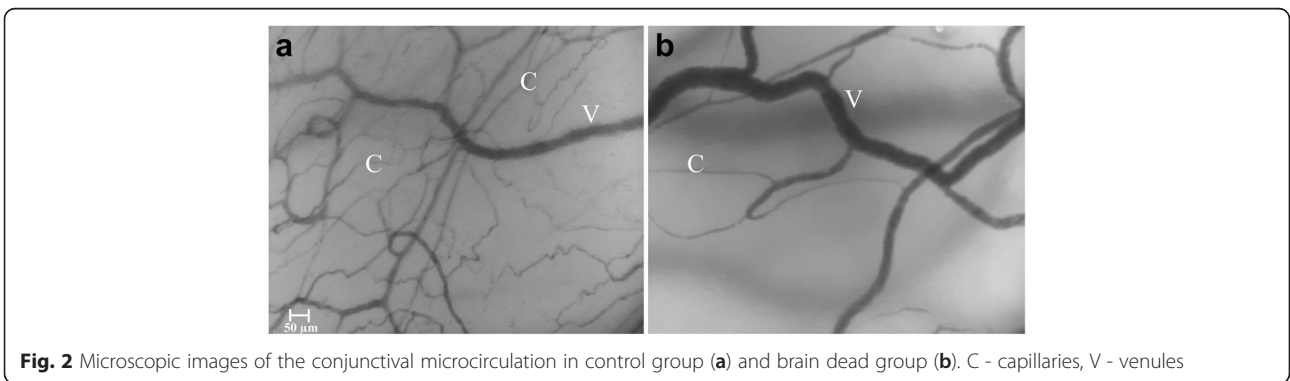 a
b
C
V
V
C
C
50 µm
Fig. 2 Microscopic images of the conjunctival microcirculation in control group (a) and brain dead group (b). C - capillaries, V - venules